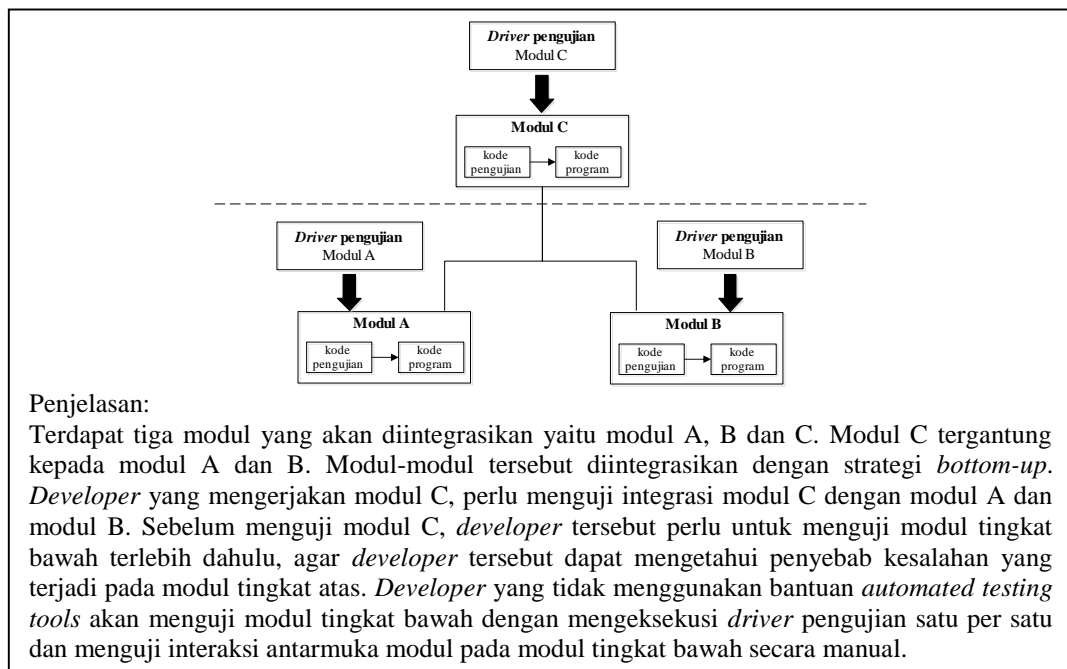 Driver pengujian
Modul C
Modul C
kode
pengujian
kode
program
Driver pengujian
Modul A
Driver pengujian
Modul B
Modul A
kode
pengujian
kode
program
Modul B
kode
pengujian
kode
program
Penjelasan:
Terdapat tiga modul yang akan diintegrasikan yaitu modul A, B dan C. Modul C tergantung
kepada modul A dan B. Modul-modul tersebut diintegrasikan dengan strategi bottom-up.
Developer yang mengerjakan modul C, perlu menguji integrasi modul C dengan modul A dan
modul B. Sebelum menguji modul C, developer tersebut perlu untuk menguji modul tingkat
bawah terlebih dahulu, agar developer tersebut dapat mengetahui penyebab kesalahan yang
terjadi pada modul tingkat atas. Developer yang tidak menggunakan bantuan automated testing
tools akan menguji modul tingkat bawah dengan mengeksekusi driver pengujian satu per satu
dan menguji interaksi antarmuka modul pada modul tingkat bawah secara manual.